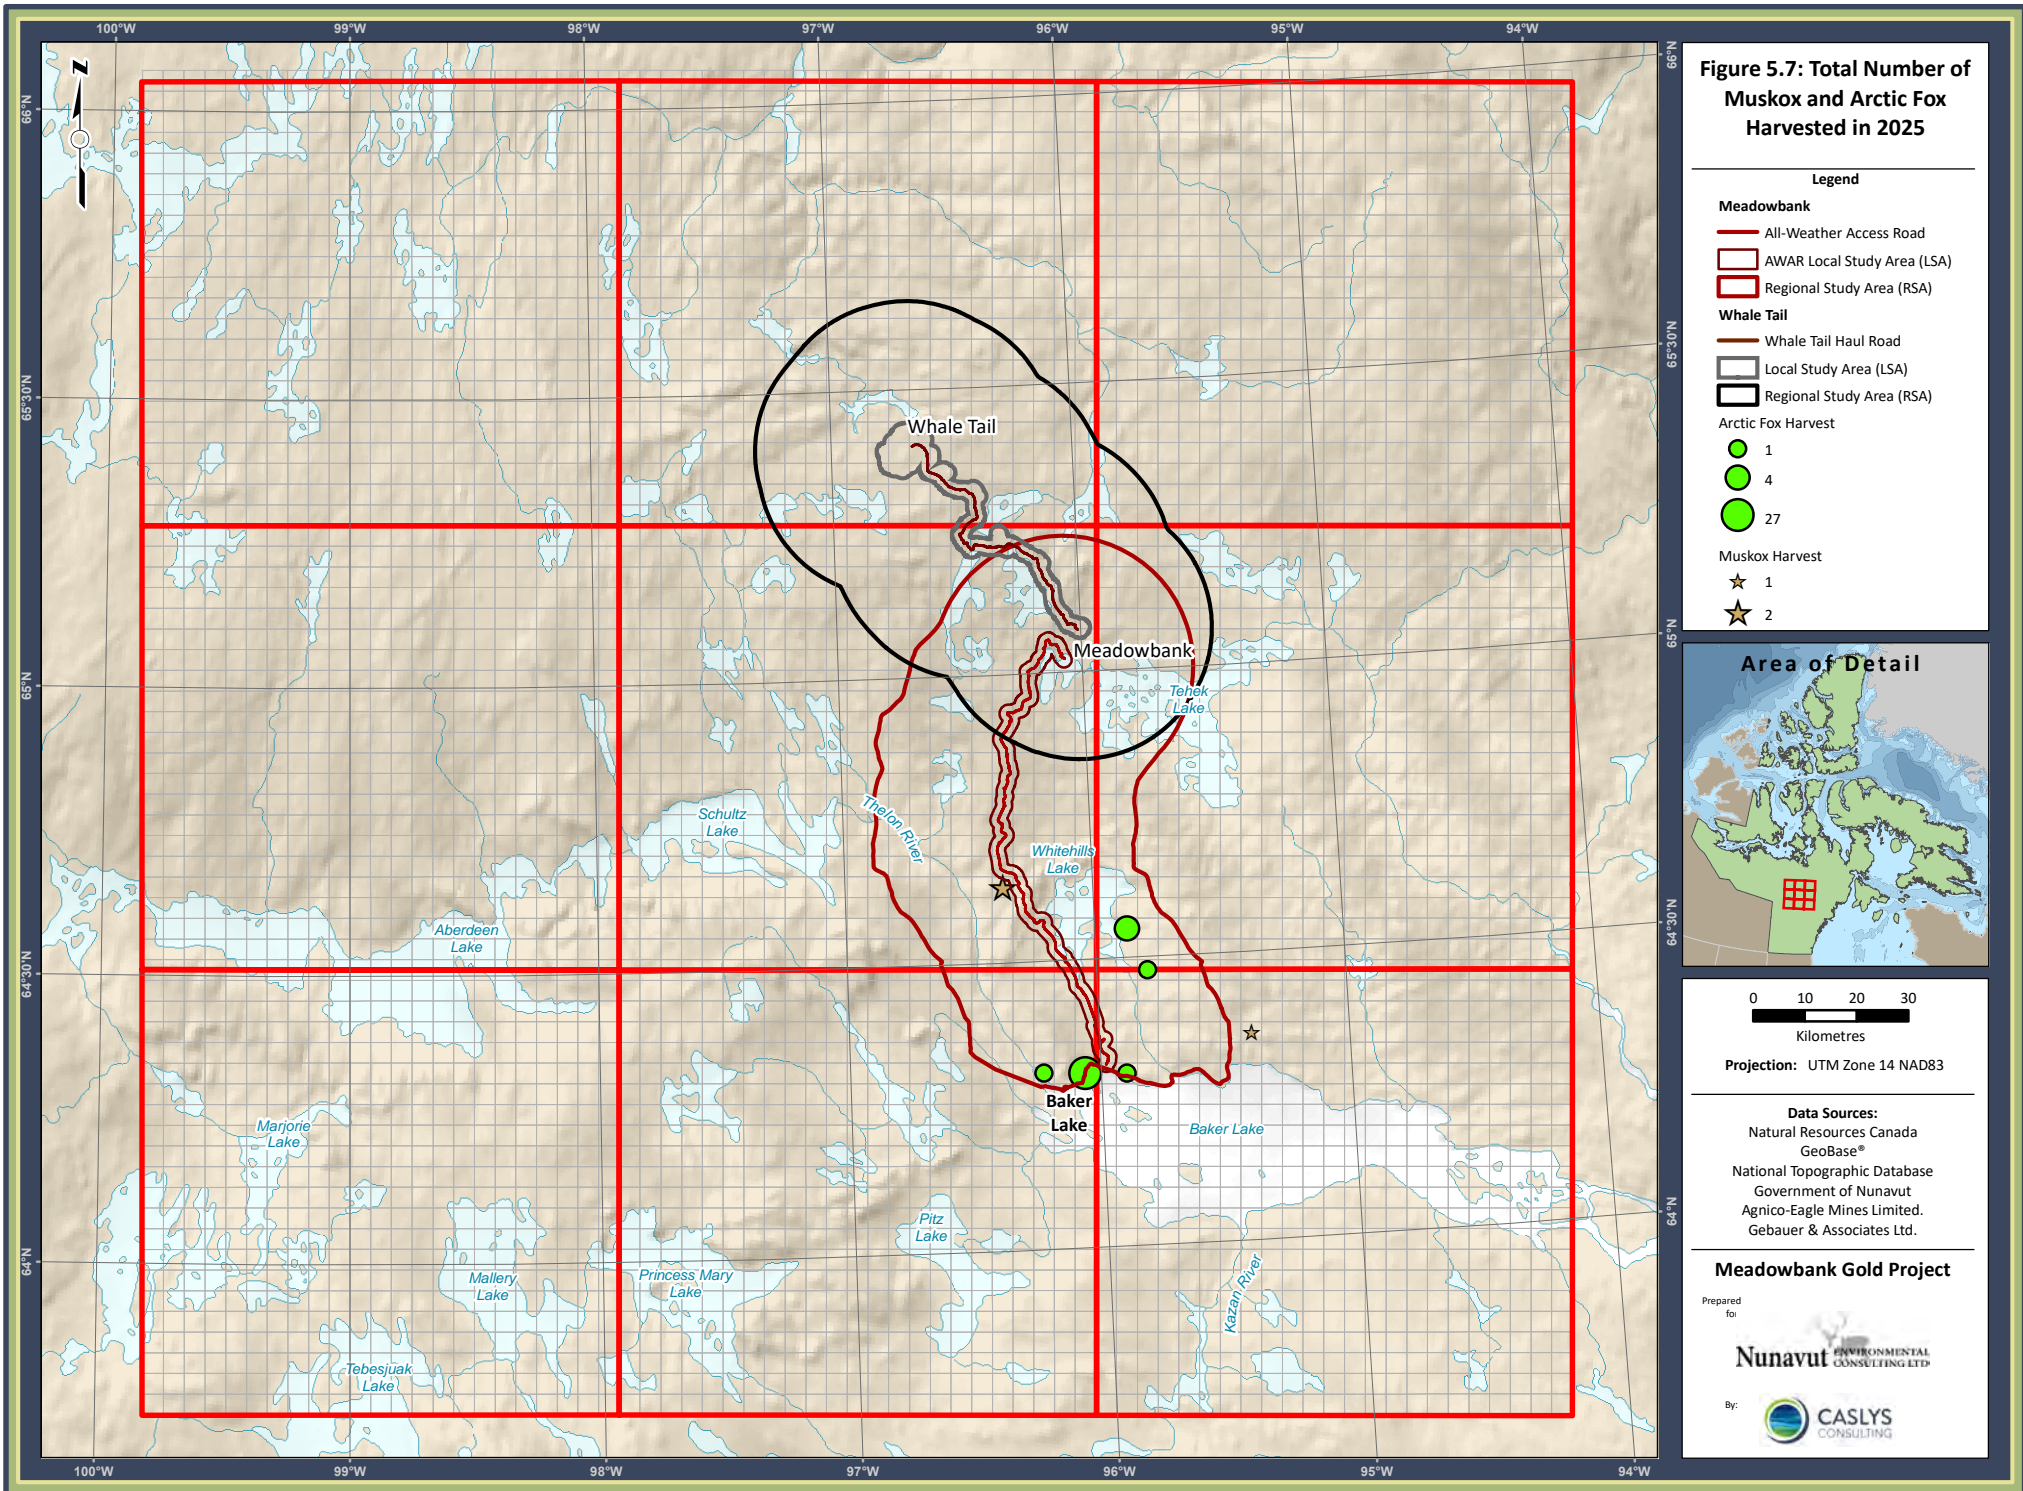 100°W
99°W
98°W
97°W
96°W
95°W
94°W
66°N
65°30'N
65°N
64°30'N
64°N
66°N
65°30'N
65°N
64°30'N
64°N
100°W
99°W
98°W
97°W
96°W
95°W
94°W
N
Whale Tail
Meadowbank
Tehek
Lake
Schultz
Lake
Thelon River
Whitehills
Lake
Aberdeen
Lake
Baker
Lake
Baker Lake
Marjorie
Lake
Pitz
Lake
Mallery
Lake
Princess Mary
Lake
Kazan River
Tebesjuak
Lake
Figure 5.7: Total Number of
Muskox and Arctic Fox
Harvested in 2025
Legend
Meadowbank
All-Weather Access Road
AWAR Local Study Area (LSA)
Regional Study Area (RSA)
Whale Tail
Whale Tail Haul Road
Local Study Area (LSA)
Regional Study Area (RSA)
Arctic Fox Harvest
1
4
27
Muskox Harvest
1
2
Area of Detail
0 10 20 30
Kilometres
Projection: UTM Zone 14 NAD83
Data Sources:
Natural Resources Canada
GeoBase®
National Topographic Database
Government of Nunavut
Agnico-Eagle Mines Limited.
Gebauer & Associates Ltd.
Meadowbank Gold Project
Prepared
for
Nunavut ENVIRONMENTAL
CONSULTING LTD
By:
CASLYS
CONSULTING